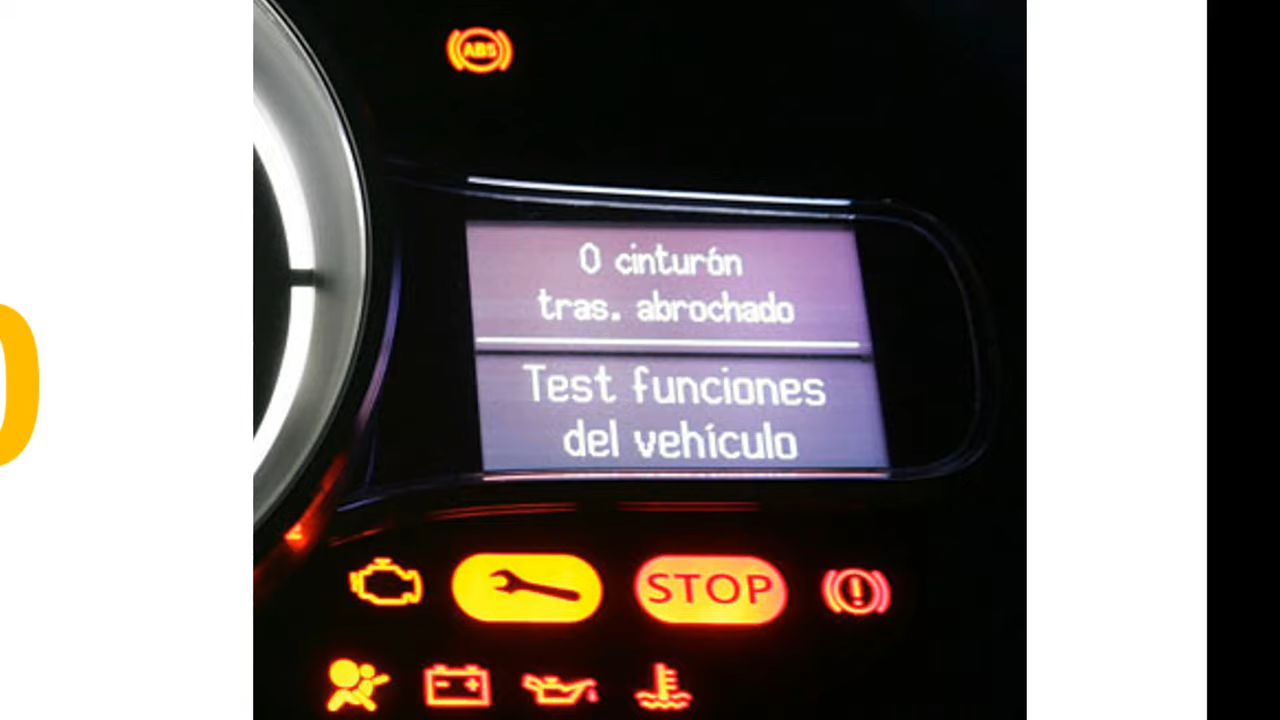 ABS
0 cinturón
tras. abrochado
Test funciones
del vehículo
STOP